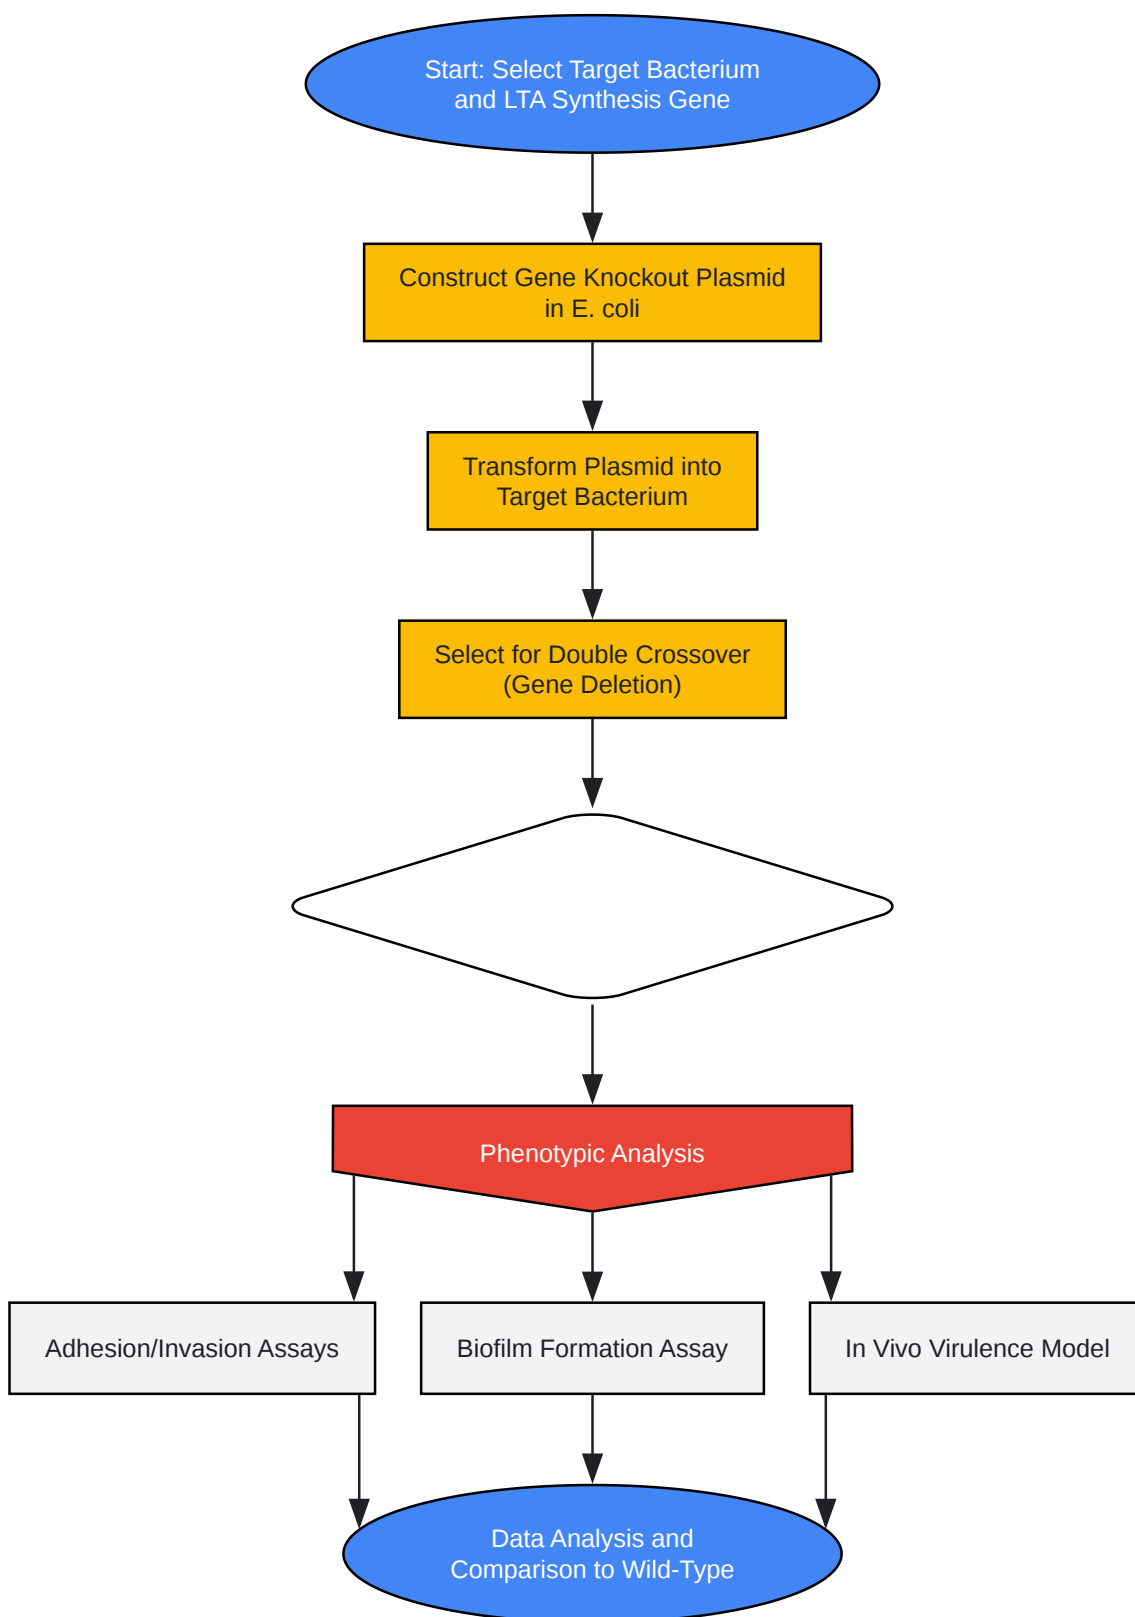 Start: Select Target Bacterium
and LTA Synthesis Gene
Construct Gene Knockout Plasmid
in E. coli
Transform Plasmid into
Target Bacterium
Select for Double Crossover
(Gene Deletion)
Phenotypic Analysis
Adhesion/Invasion Assays
Biofilm Formation Assay
In Vivo Virulence Model
Data Analysis and
Comparison to Wild-Type